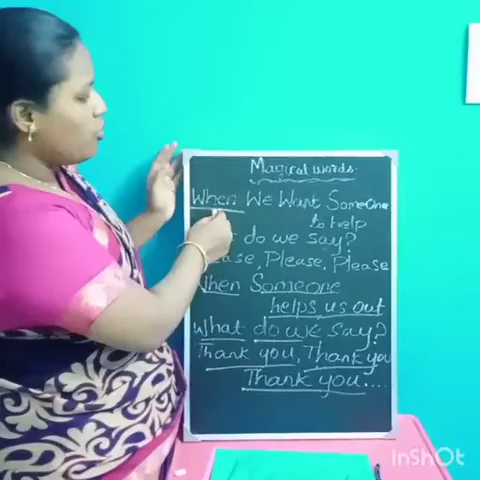 Magical words
When We Want Someone
to help
do we say?
Please, Please
When Someone
helps us out
What do we say?
Thank you, Thank you
Thank you....
InShOt